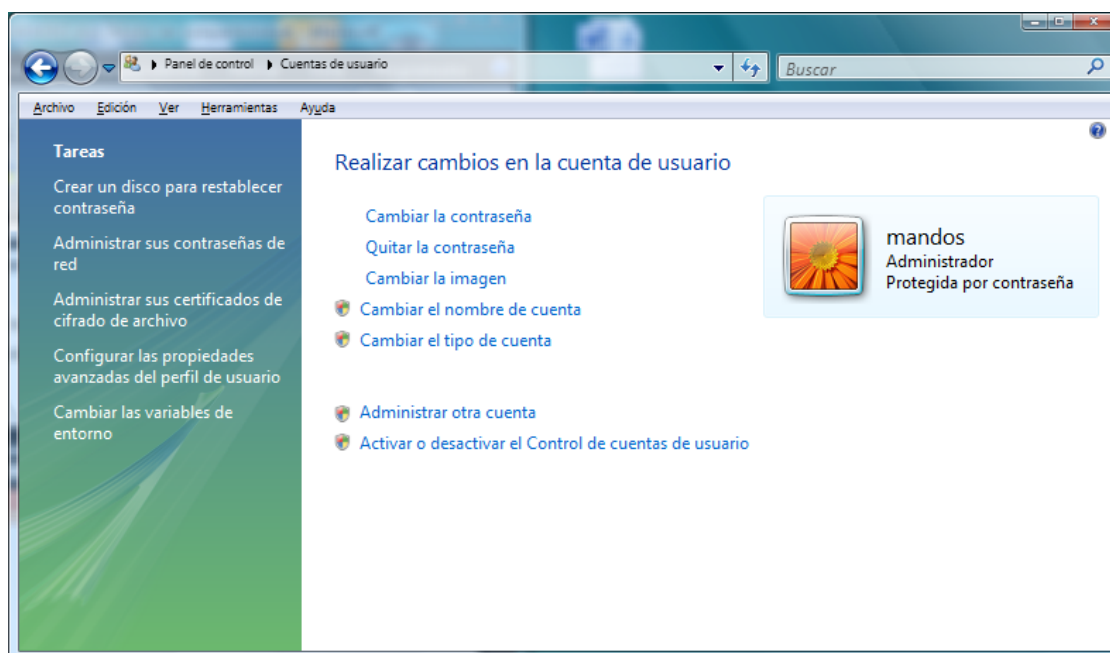 Panel de control Cuentas de usuario
Buscar
Archivo Edición Ver Herramientas Ayuda
Tareas
Crear un disco para restablecer
contraseña
Administrar sus contraseñas de
red
Administrar sus certificados de
cifrado de archivo
Configurar las propiedades
avanzadas del perfil de usuario
Cambiar las variables de
entorno
Realizar cambios en la cuenta de usuario
Cambiar la contraseña
Quitar la contraseña
Cambiar la imagen
Cambiar el nombre de cuenta
Cambiar el tipo de cuenta
Administrar otra cuenta
Activar o desactivar el Control de cuentas de usuario
mandos
Administrador
Protegida por contraseña